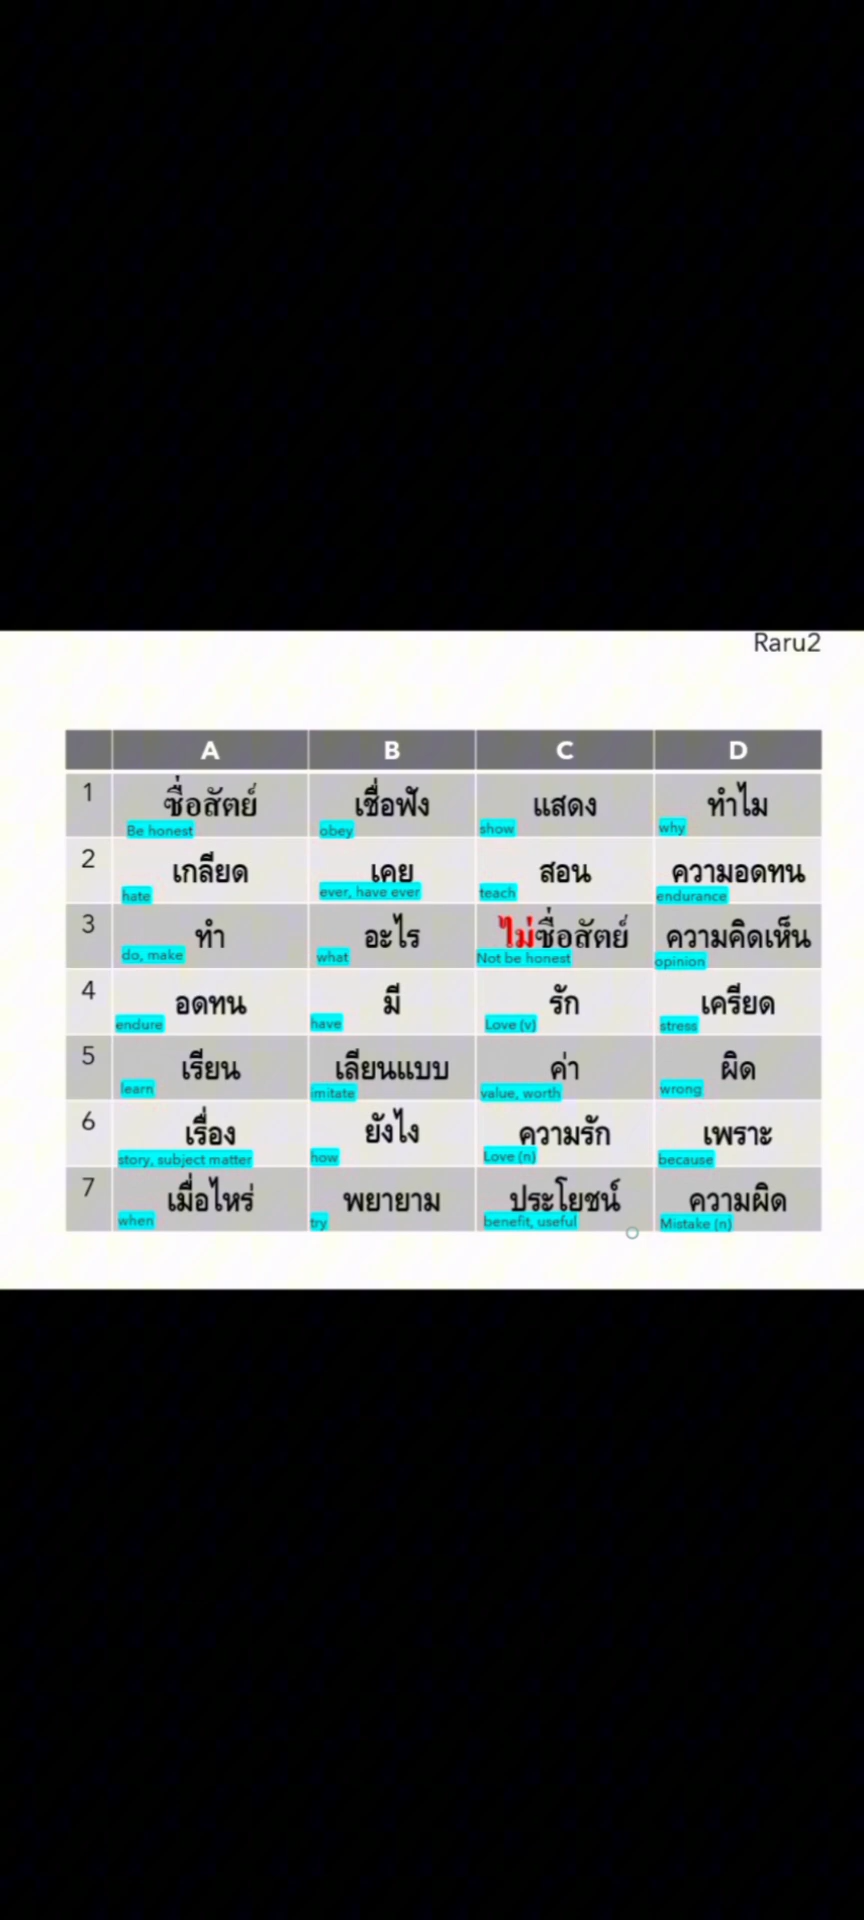 Raru2
A B C D
1 ซื่อสัตย์ เชื่อฟัง แสดง ทำไม
Be honest obey show why
2 เกลียด เคย สอน ความอดทน
hate ever, have ever teach endurance
3 ทำ อะไร ไม่ซื่อสัตย์ ความคิดเห็น
do, make what Not be honest opinion
4 อดทน มี รัก เครียด
endure have Love (v) stress
5 เรียน เลียนแบบ ค่า ผิด
learn imitate value, worth wrong
6 เรื่อง ยังไง ความรัก เพราะ
story, subject matter how Love (n) because
7 เมื่อไหร่ พยายาม ประโยชน์ ความผิด
when try benefit, useful Mistake (n)